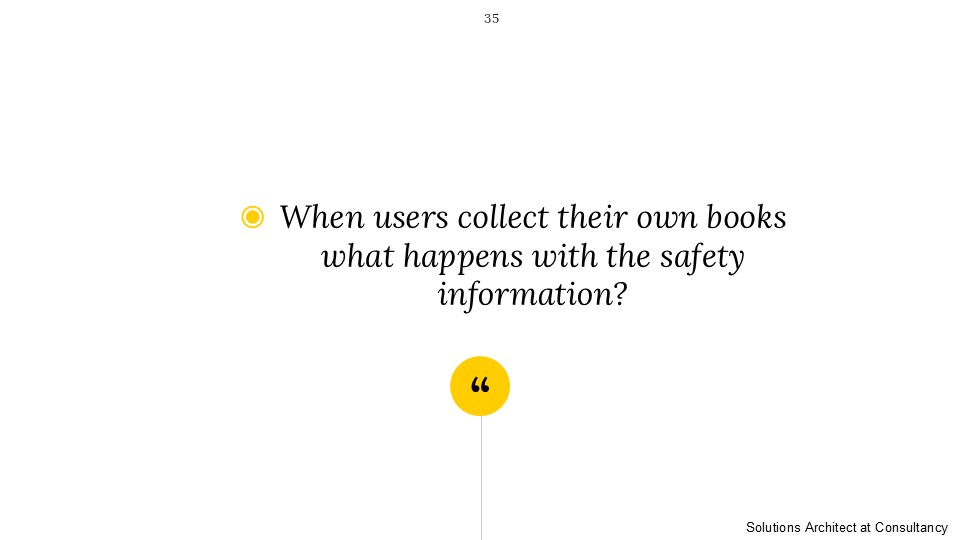 35
When users collect their own books
what happens with the safety
information?
“
Solutions Architect at Consultancy